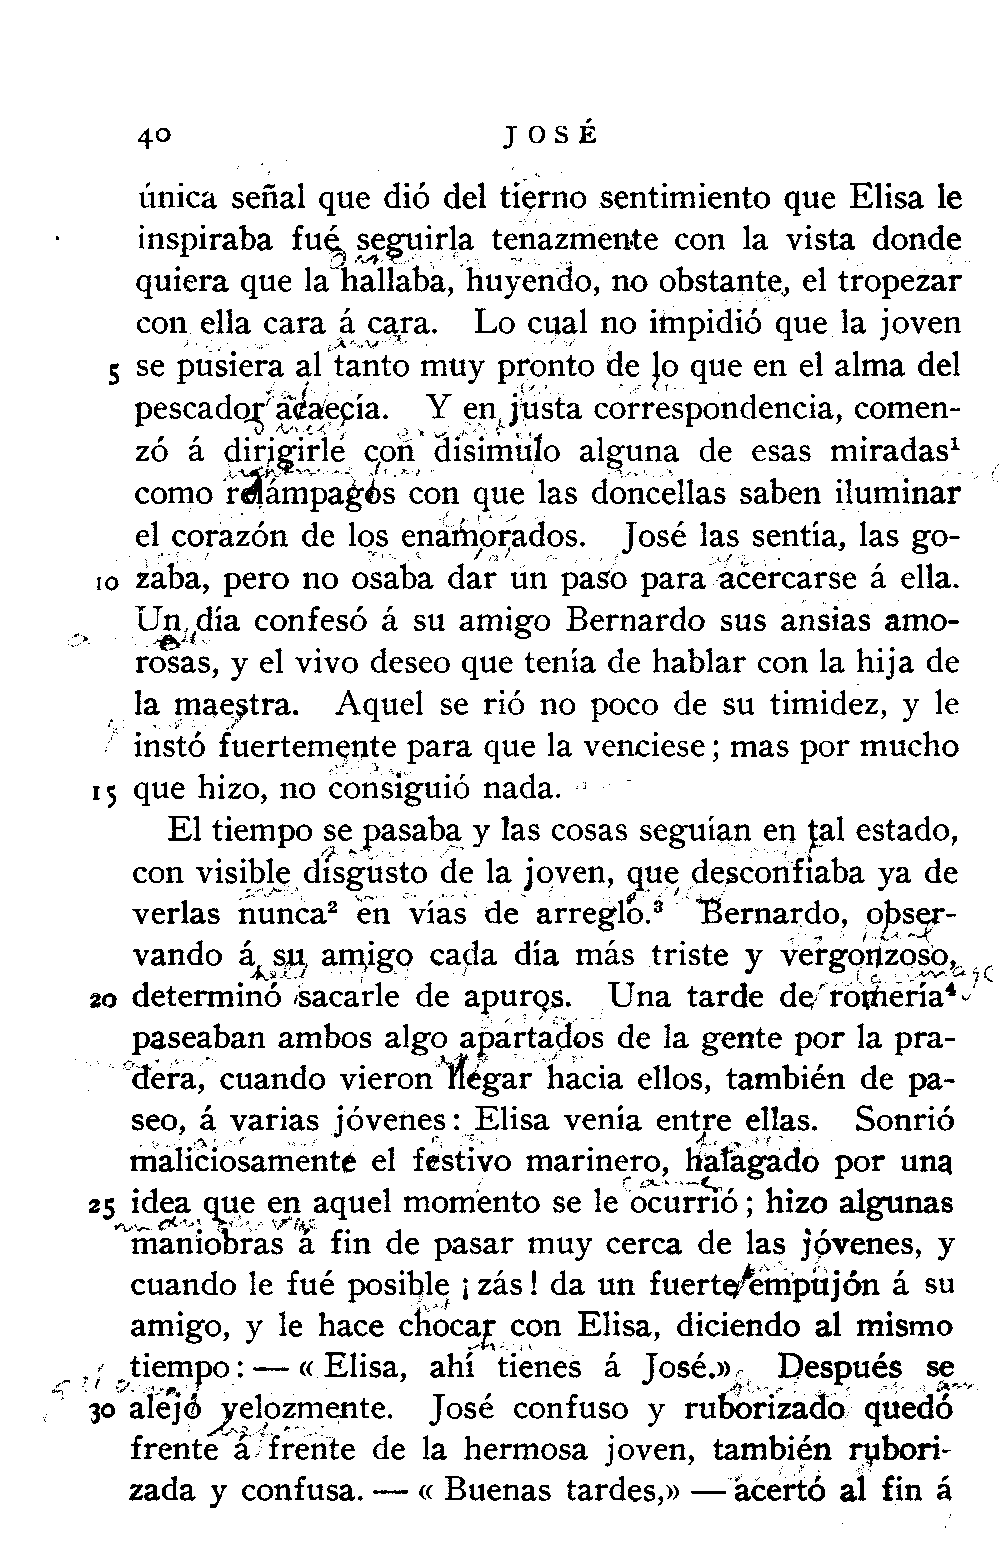 40 JOSÉ
única señal que dió del tierno sentimiento que Elisa le
inspiraba fué seguirla tenazmente con la vista donde
quiera que la hallaba, huyendo, no obstante, el tropezar
con ella cara á cara. Lo cual no impidió que la joven
5 se pusiera al tanto muy pronto de lo que en el alma del
pescador acaecía. Y en justa correspondencia, comen-
zó á dirigirle con disimulo alguna de esas miradas¹
como relámpagos con que las doncellas saben iluminar
el corazón de los enamorados. José las sentía, las go-
10 zaba, pero no osaba dar un paso para acercarse á ella.
Un día confesó á su amigo Bernardo sus ansias amo-
rosas, y el vivo deseo que tenía de hablar con la hija de
la maestra. Aquel se rió no poco de su timidez, y le
instó fuertemente para que la venciese; mas por mucho
15 que hizo, no consiguió nada.
El tiempo se pasaba y las cosas seguían en tal estado,
con visible disgusto de la joven, que desconfiaba ya de
verlas nunca² en vías de arreglo.³ Bernardo, obser-
vando á su amigo cada día más triste y vergonzoso,
20 determinó sacarle de apuros. Una tarde de romería⁴
paseaban ambos algo apartados de la gente por la pra-
dera, cuando vieron llegar hacia ellos, también de pa-
seo, á varias jóvenes: Elisa venía entre ellas. Sonrió
maliciosamente el festivo marinero, halagado por una
25 idea que en aquel momento se le ocurrió; hizo algunas
maniobras á fin de pasar muy cerca de las jóvenes, y
cuando le fué posible ¡zás! da un fuerte empujón á su
amigo, y le hace chocar con Elisa, diciendo al mismo
tiempo: — « Elisa, ahí tienes á José.» Después se
30 alejó velozmente. José confuso y ruborizado quedó
frente á frente de la hermosa joven, también rubori-
zada y confusa. — « Buenas tardes,» — acertó al fin á